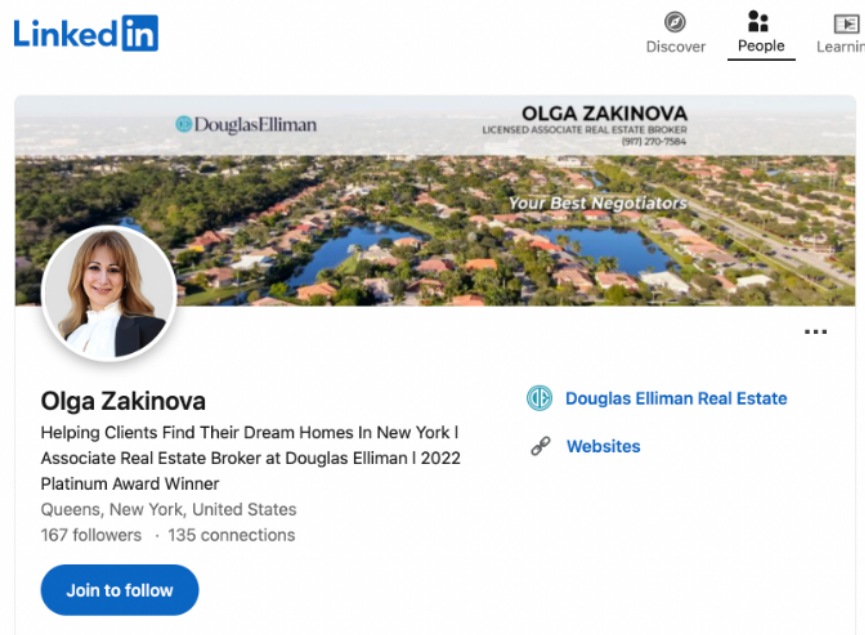 Linked in
Discover
People
Learnin
DouglasElliman
OLGA ZAKINOVA
LICENSED ASSOCIATE REAL ESTATE BROKER
(917) 270-7584
Your Best Negotiators
Olga Zakinova
Helping Clients Find Their Dream Homes In New York l
Associate Real Estate Broker at Douglas Elliman l 2022
Platinum Award Winner
Queens, New York, United States
167 followers · 135 connections
Join to follow
Douglas Elliman Real Estate
Websites